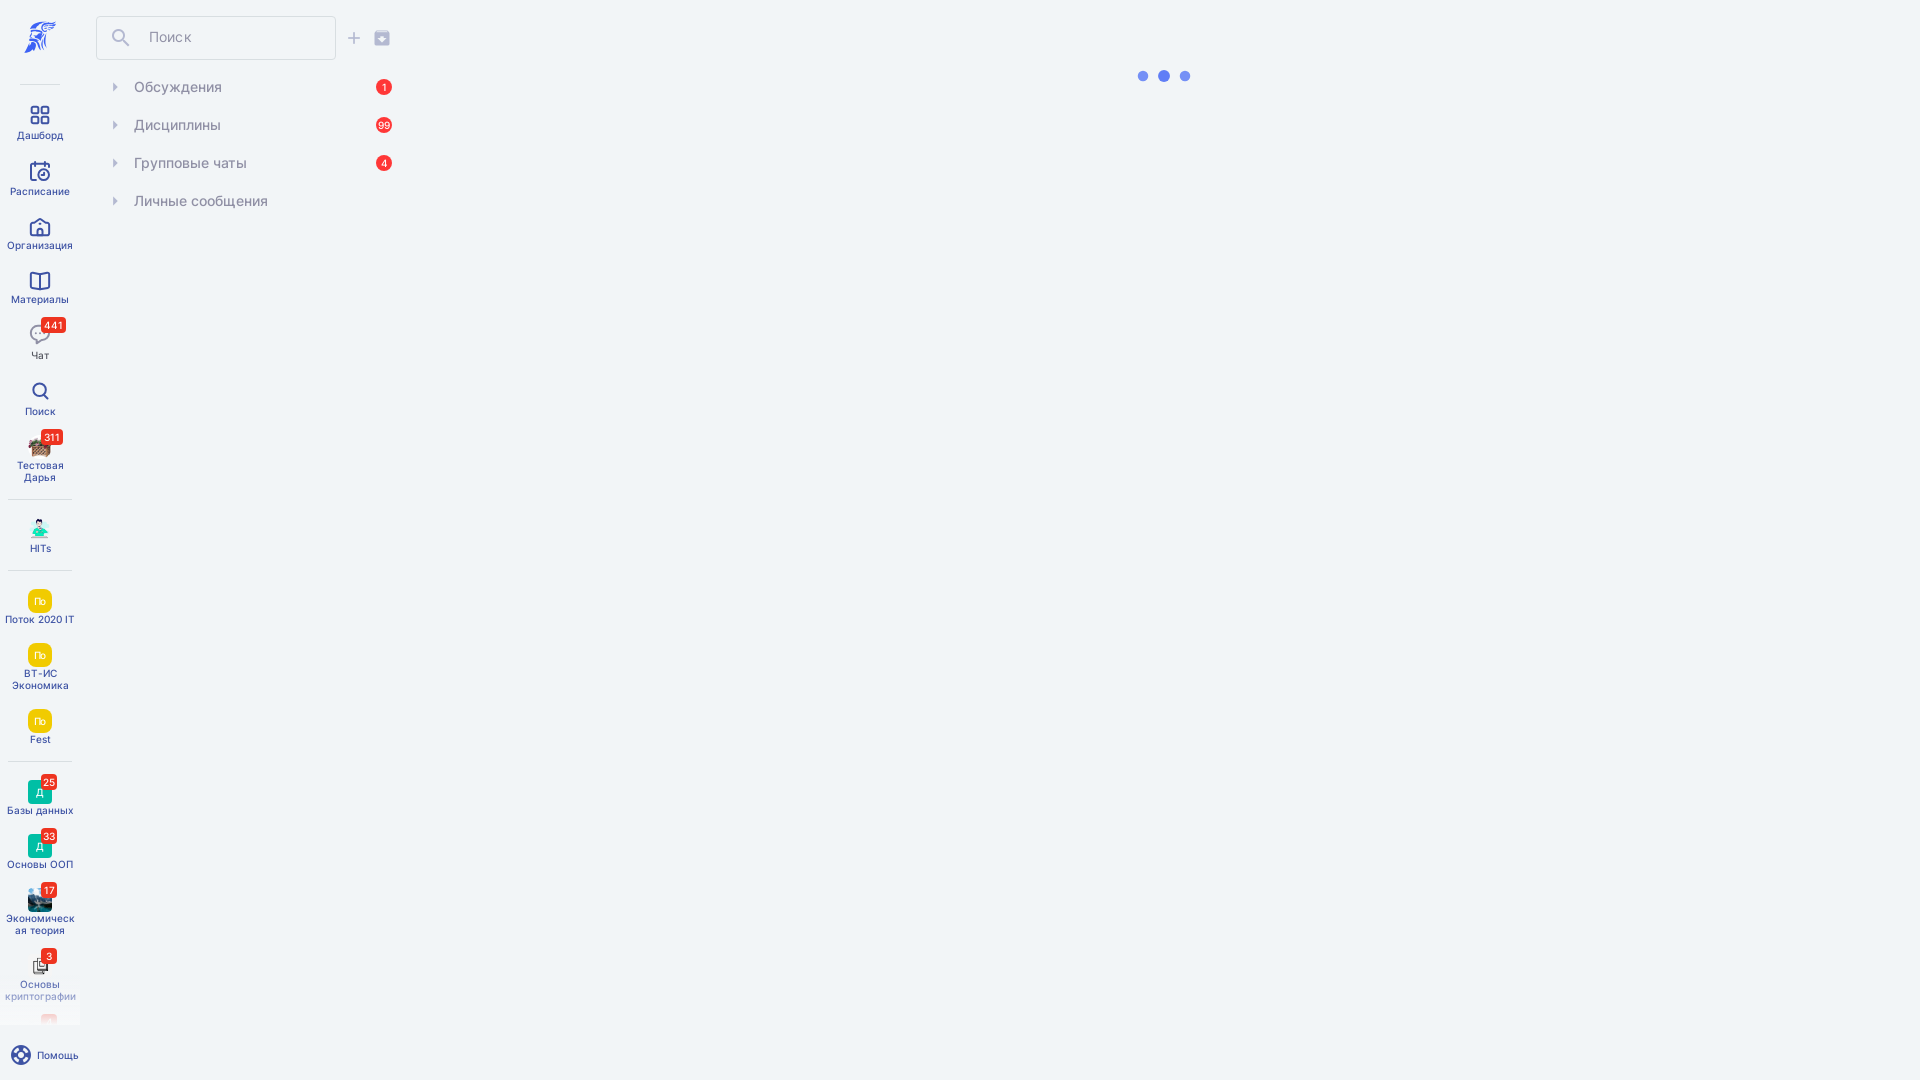 Дашборд
Расписание
Организация
Материалы
441
Чат
Поиск
311
Тестовая
Дарья
HITs
По
Поток 2020 IT
По
ВТ-ИС
Экономика
По
Fest
25
Д
Базы данных
33
Д
Основы ООП
17
Экономическ
ая теория
3
Основы
криптографии
Помощь
Поиск
Обсуждения 1
Дисциплины 99
Групповые чаты 4
Личные сообщения